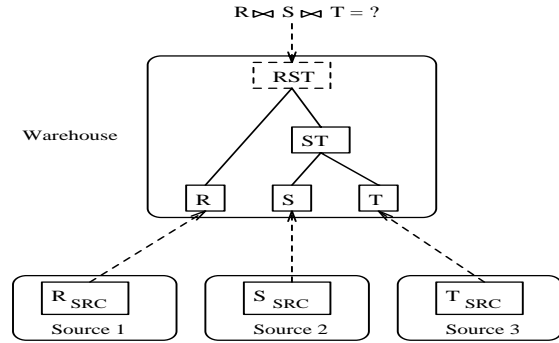 R ⋈ S ⋈ T = ?
RST
Warehouse
ST
R
S
T
R SRC
S SRC
T SRC
Source 1
Source 2
Source 3